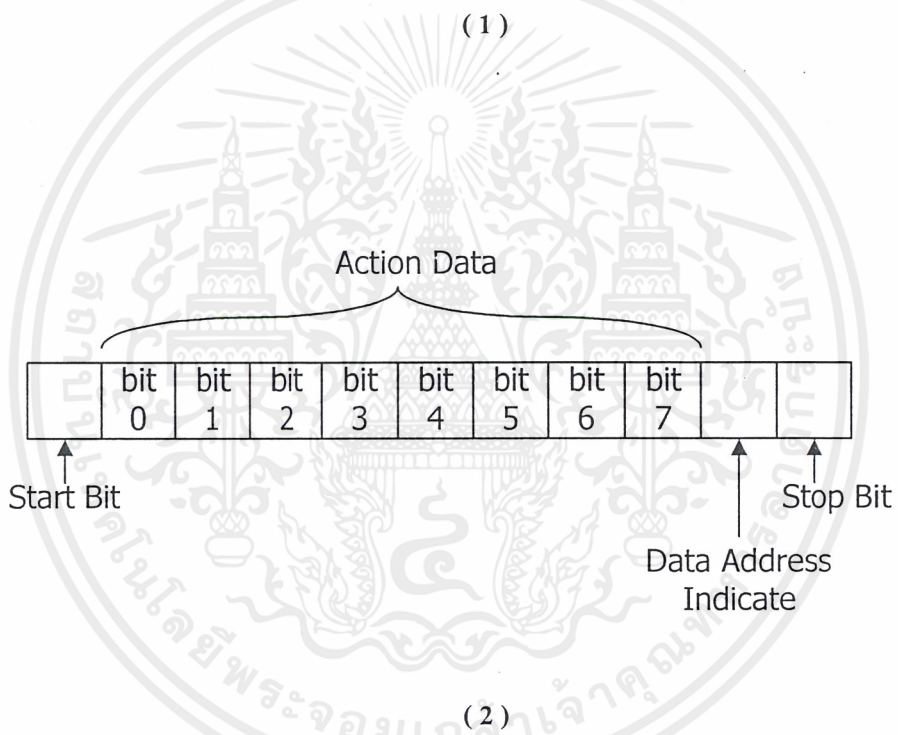 ( 1 )
Action Data
bit bit bit bit bit bit bit bit
0 1 2 3 4 5 6 7
Start Bit
Stop Bit
Data Address
Indicate
( 2 )